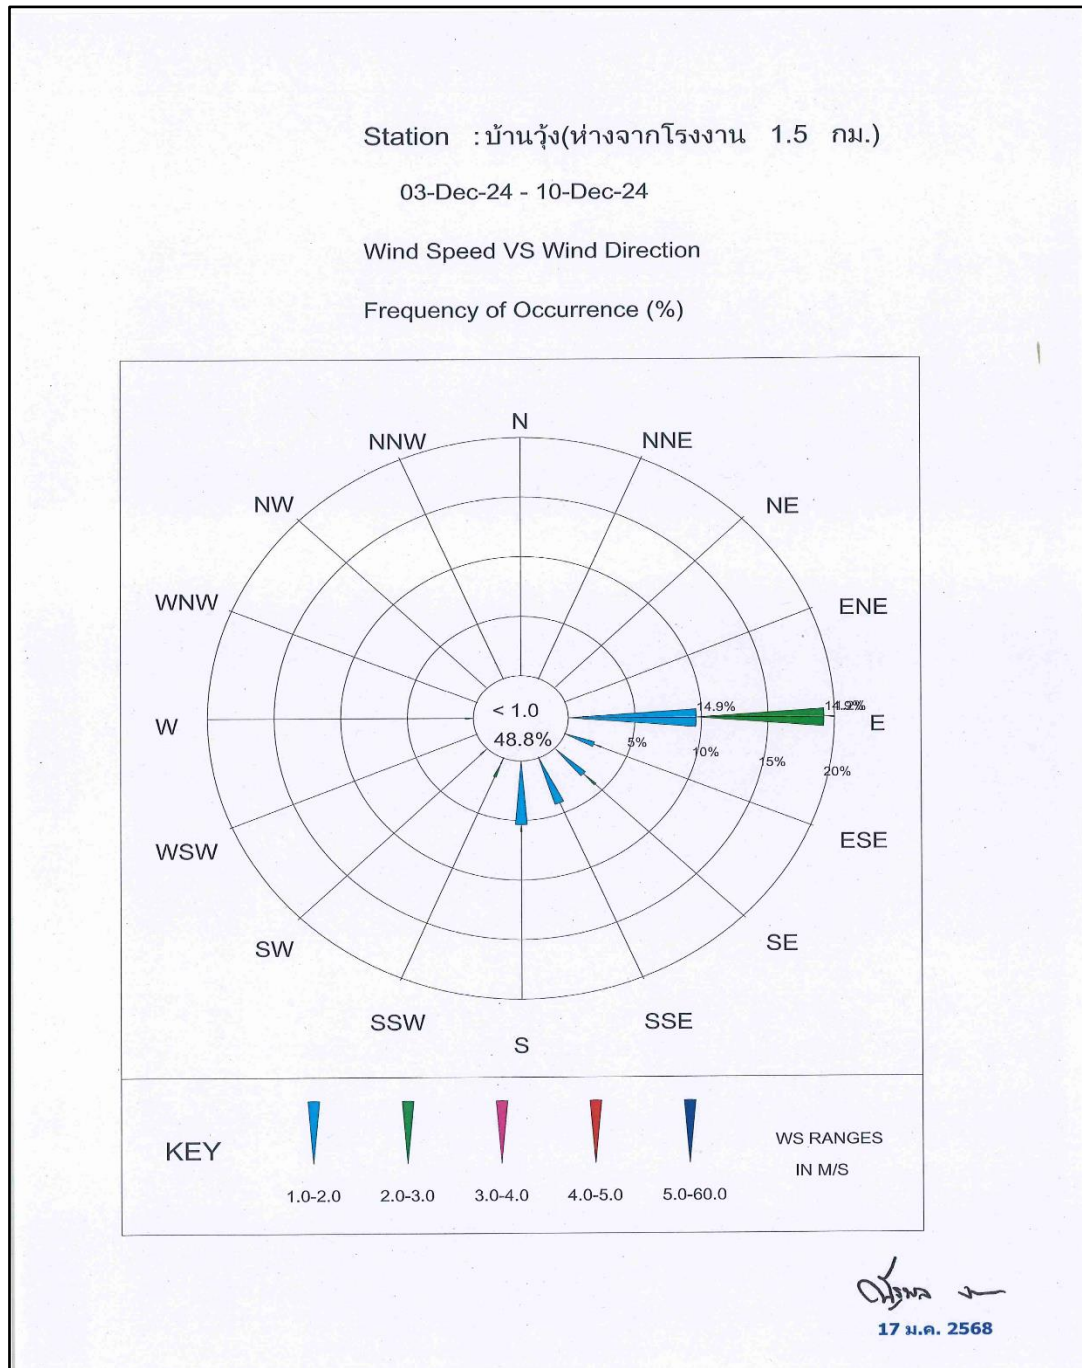 Station : บ้านวุ้ง(ห่างจากโรงงาน 1.5 กม.)
03-Dec-24 - 10-Dec-24
Wind Speed VS Wind Direction
Frequency of Occurrence (%)
N
NNW
NNE
NW
NE
WNW
ENE
< 1.0
48.8%
14.9%
14.9%
W
E
5%
10%
15%
20%
WSW
ESE
SW
SE
SSW
SSE
S
KEY
WS RANGES
IN M/S
1.0-2.0
2.0-3.0
3.0-4.0
4.0-5.0
5.0-60.0
17 ม.ค. 2568